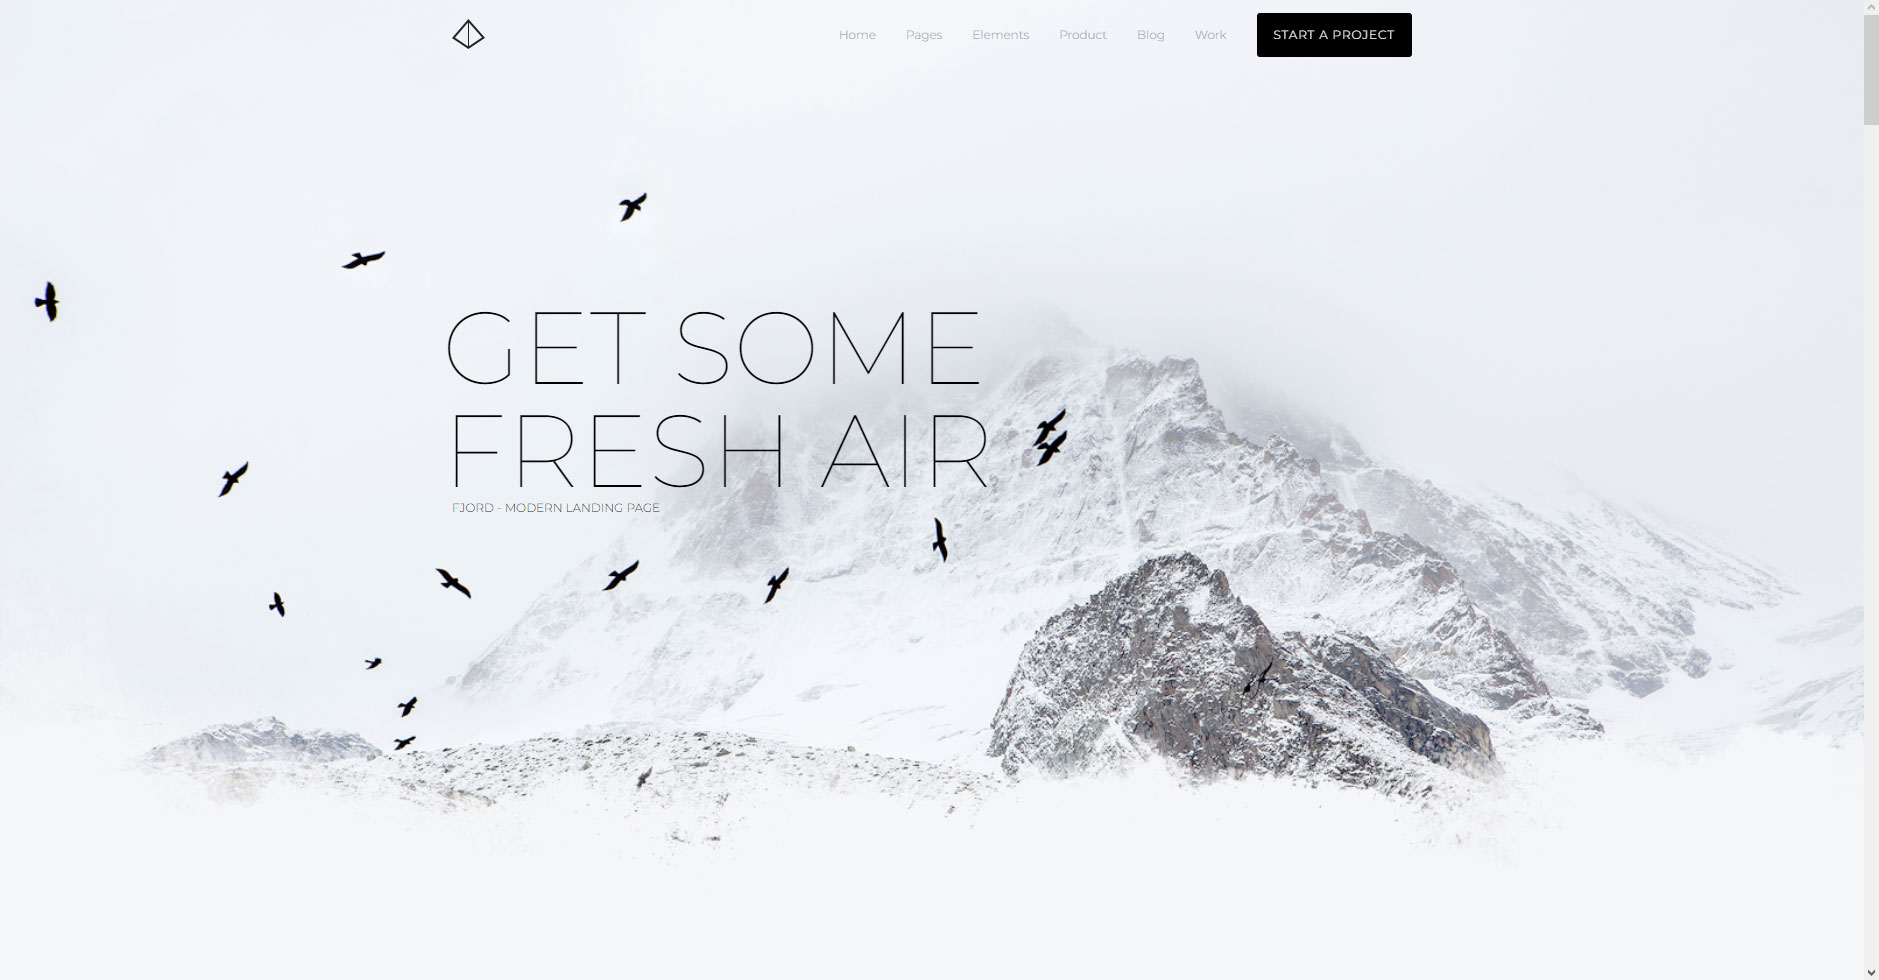 Home Pages Elements Product Blog Work START A PROJECT
GET SOME
FRESH AIR
FJORD - MODERN LANDING PAGE